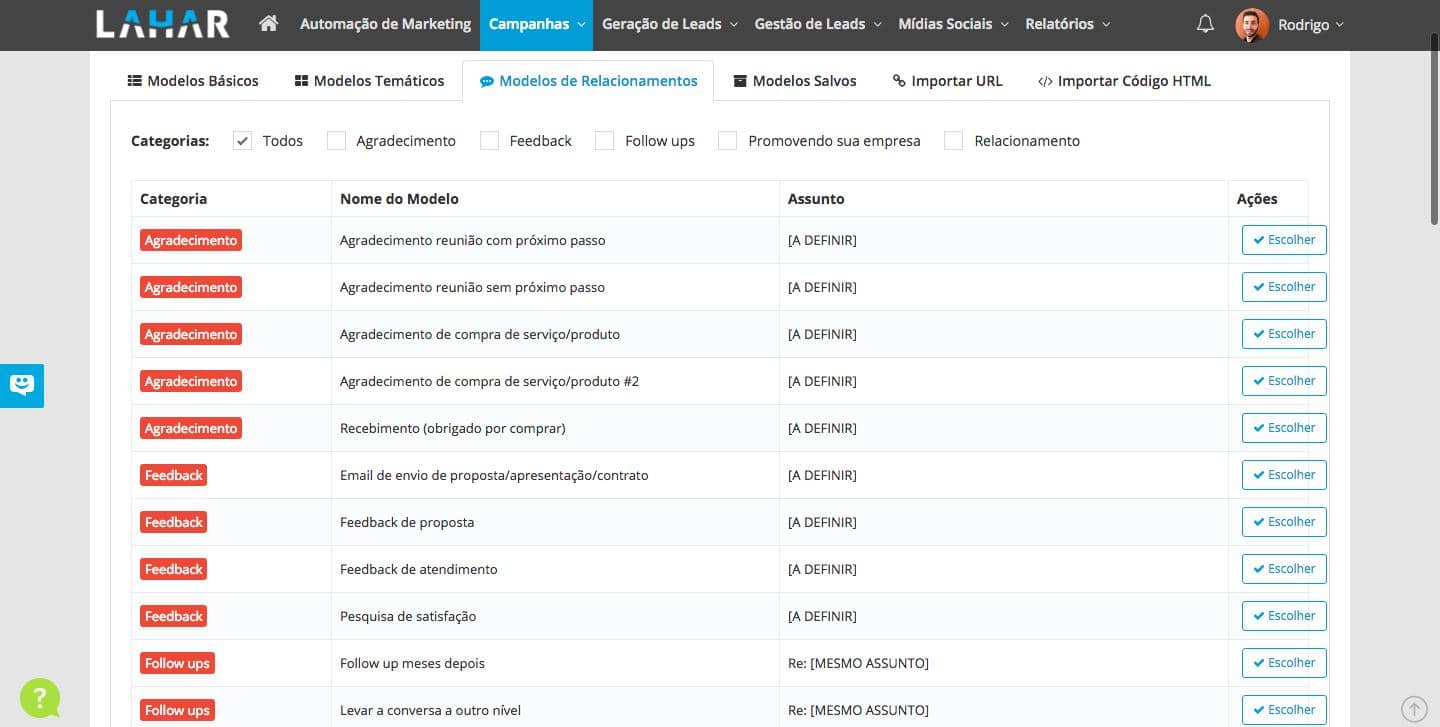 LAHAR Automação de Marketing Campanhas Geração de Leads Gestão de Leads Mídias Sociais Relatórios Rodrigo
Modelos Básicos Modelos Temáticos Modelos de Relacionamentos Modelos Salvos Importar URL </> Importar Código HTML
Categorias: Todos Agradecimento Feedback Follow ups Promovendo sua empresa Relacionamento
Categoria Nome do Modelo Assunto Ações
Agradecimento Agradecimento reunião com próximo passo [A DEFINIR] Escolher
Agradecimento Agradecimento reunião sem próximo passo [A DEFINIR] Escolher
Agradecimento Agradecimento de compra de serviço/produto [A DEFINIR] Escolher
Agradecimento Agradecimento de compra de serviço/produto #2 [A DEFINIR] Escolher
Agradecimento Recebimento (obrigado por comprar) [A DEFINIR] Escolher
Feedback Email de envio de proposta/apresentação/contrato [A DEFINIR] Escolher
Feedback Feedback de proposta [A DEFINIR] Escolher
Feedback Feedback de atendimento [A DEFINIR] Escolher
Feedback Pesquisa de satisfação [A DEFINIR] Escolher
Follow ups Follow up meses depois Re: [MESMO ASSUNTO] Escolher
Follow ups Levar a conversa a outro nível Re: [MESMO ASSUNTO] Escolher
?